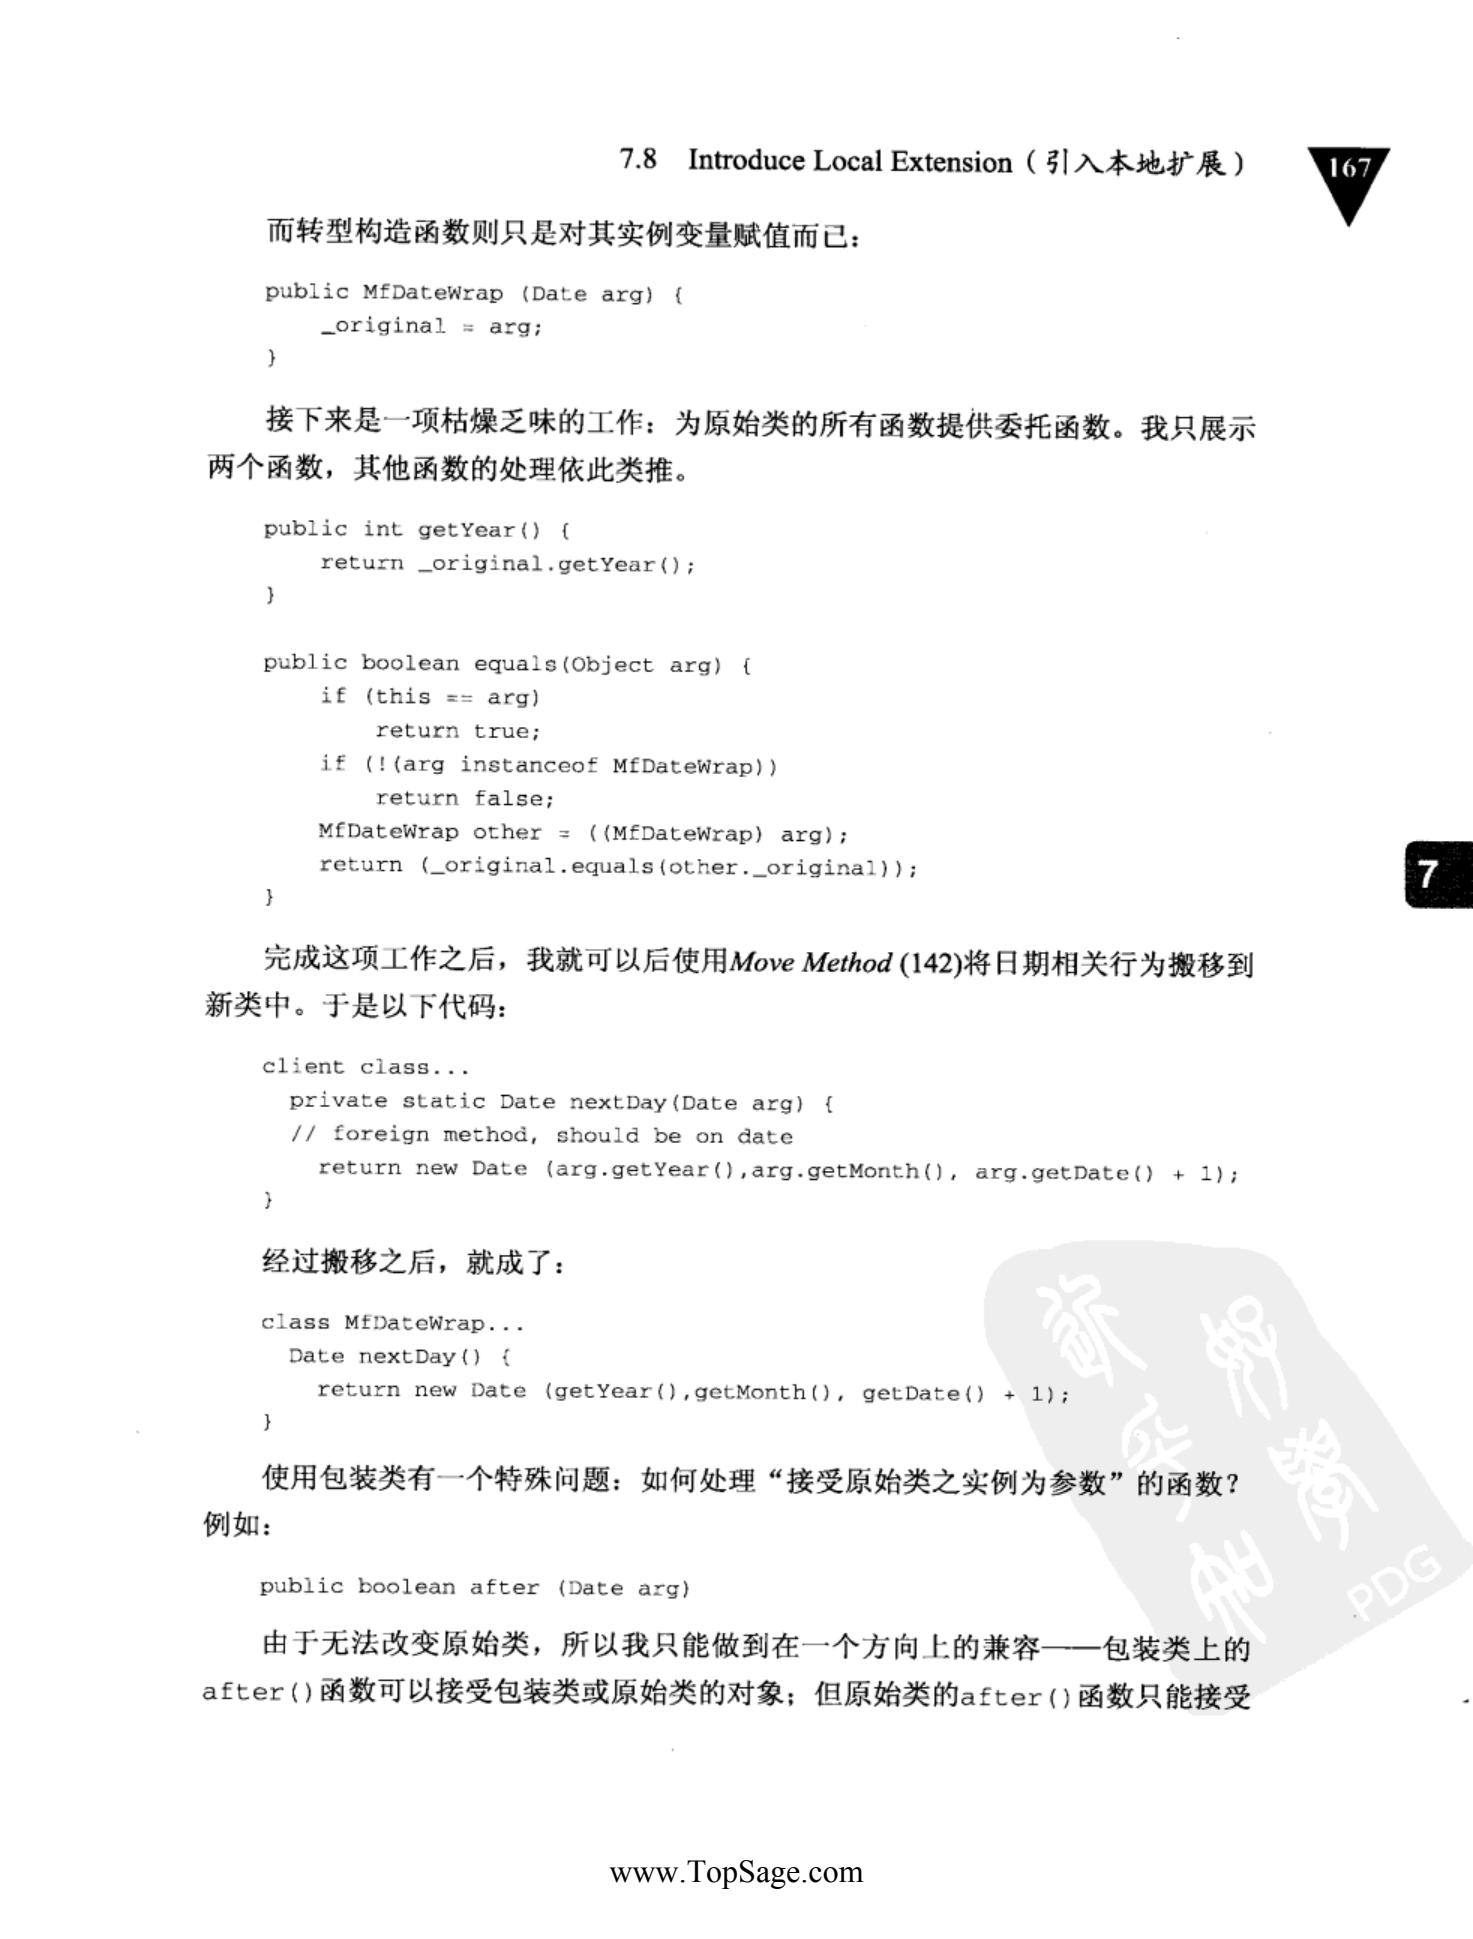 7.8 Introduce Local Extension（引入本地扩展）
167
而转型构造函数则只是对其实例变量赋值而已：
public MfDateWrap (Date arg) {
    _original = arg;
}
接下来是一项枯燥乏味的工作：为原始类的所有函数提供委托函数。我只展示
两个函数，其他函数的处理依此类推。
public int getYear() {
    return _original.getYear();
}
public boolean equals(Object arg) {
    if (this == arg)
        return true;
    if (!(arg instanceof MfDateWrap))
        return false;
    MfDateWrap other = ((MfDateWrap) arg);
    return (_original.equals(other._original));
}
7
完成这项工作之后，我就可以后使用Move Method (142)将日期相关行为搬移到
新类中。于是以下代码：
client class...
  private static Date nextDay(Date arg) {
  // foreign method, should be on date
    return new Date (arg.getYear(),arg.getMonth(), arg.getDate() + 1);
}
经过搬移之后，就成了：
class MfDateWrap...
  Date nextDay() {
    return new Date (getYear(),getMonth(), getDate() + 1);
}
使用包装类有一个特殊问题：如何处理“接受原始类之实例为参数”的函数？
例如：
public boolean after (Date arg)
PDG
由于无法改变原始类，所以我只能做到在一个方向上的兼容——包装类上的
after()函数可以接受包装类或原始类的对象；但原始类的after()函数只能接受
www.TopSage.com